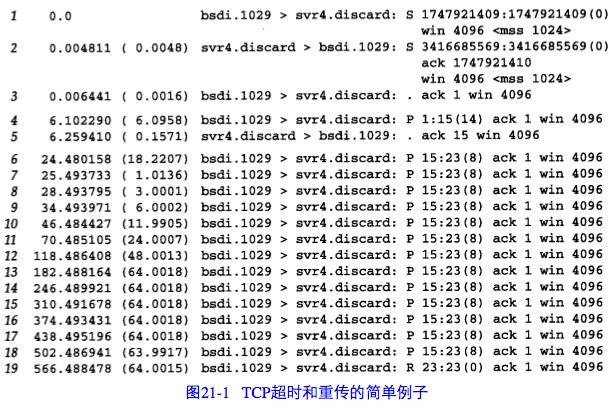 1 0.0 bsdi.1029 > svr4.discard: S 1747921409:1747921409(0)
win 4096 <mss 1024>
2 0.004811 ( 0.0048) svr4.discard > bsdi.1029: S 3416685569:3416685569(0)
ack 1747921410
win 4096 <mss 1024>
3 0.006441 ( 0.0016) bsdi.1029 > svr4.discard: . ack 1 win 4096
4 6.102290 ( 6.0958) bsdi.1029 > svr4.discard: P 1:15(14) ack 1 win 4096
5 6.259410 ( 0.1571) svr4.discard > bsdi.1029: . ack 15 win 4096
6 24.480158 (18.2207) bsdi.1029 > svr4.discard: P 15:23(8) ack 1 win 4096
7 25.493733 ( 1.0136) bsdi.1029 > svr4.discard: P 15:23(8) ack 1 win 4096
8 28.493795 ( 3.0001) bsdi.1029 > svr4.discard: P 15:23(8) ack 1 win 4096
9 34.493971 ( 6.0002) bsdi.1029 > svr4.discard: P 15:23(8) ack 1 win 4096
10 46.484427 (11.9905) bsdi.1029 > svr4.discard: P 15:23(8) ack 1 win 4096
11 70.485105 (24.0007) bsdi.1029 > svr4.discard: P 15:23(8) ack 1 win 4096
12 118.486408 (48.0013) bsdi.1029 > svr4.discard: P 15:23(8) ack 1 win 4096
13 182.488164 (64.0018) bsdi.1029 > svr4.discard: P 15:23(8) ack 1 win 4096
14 246.489921 (64.0018) bsdi.1029 > svr4.discard: P 15:23(8) ack 1 win 4096
15 310.491678 (64.0018) bsdi.1029 > svr4.discard: P 15:23(8) ack 1 win 4096
16 374.493431 (64.0018) bsdi.1029 > svr4.discard: P 15:23(8) ack 1 win 4096
17 438.495196 (64.0018) bsdi.1029 > svr4.discard: P 15:23(8) ack 1 win 4096
18 502.486941 (63.9917) bsdi.1029 > svr4.discard: P 15:23(8) ack 1 win 4096
19 566.488478 (64.0015) bsdi.1029 > svr4.discard: R 23:23(0) ack 1 win 4096
图21-1 TCP超时和重传的简单例子